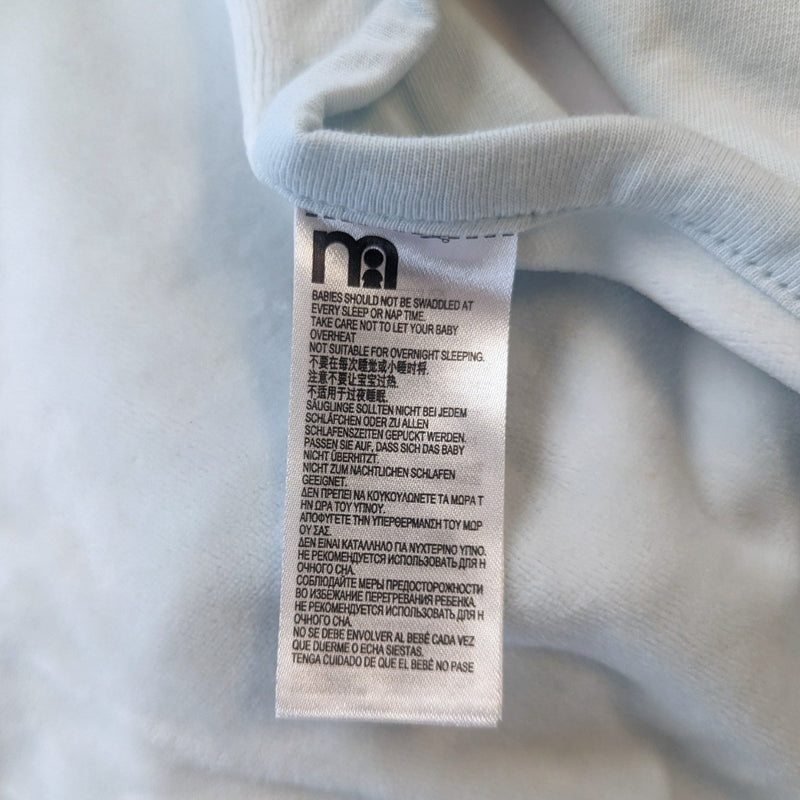 BABIES SHOULD NOT BE SWADDLED AT
EVERY SLEEP OR NAP TIME.
TAKE CARE NOT TO LET YOUR BABY
OVERHEAT
NOT SUITABLE FOR OVERNIGHT SLEEPING.
不要在每次睡觉或小睡时将.
注意不要让宝宝过热.
不适用于过夜睡眠.
SÄUGLINGE SOLLTEN NICHT BEI JEDEM
SCHLÄFCHEN ODER ZU ALLEN
SCHLAFENSZEITEN GEPUCKT WERDEN.
PASSEN SIE AUF, DASS SICH DAS BABY
NICHT ÜBERHITZT.
NICHT ZUM NACHTLICHEN SCHLAFEN
GEEIGNET.
ΔΕΝ ΠΡΕΠΕΙ ΝΑ ΚΟΥΚΟΥΛΩΝΕΤΕ ΤΑ ΜΩΡΑ Τ
ΗΝ ΩΡΑ ΤΟΥ ΥΠΝΟΥ.
ΑΠΟΦΥΓΕΤΕ ΤΗΝ ΥΠΕΡΘΕΡΜΑΝΣΗ ΤΟΥ ΜΩΡ
ΟΥ ΣΑΣ.
ΔΕΝ ΕΙΝΑΙ ΚΑΤΑΛΛΗΛΟ ΓΙΑ ΝΥΧΤΕΡΙΝΟ ΥΠΝΟ.
НЕ РЕКОМЕНДУЕТСЯ ИСПОЛЬЗОВАТЬ ДЛЯ Н
ОЧНОГО СНА.
СОБЛЮДАЙТЕ МЕРЫ ПРЕДОСТОРОЖНОСТИ
ВО ИЗБЕЖАНИЕ ПЕРЕГРЕВАНИЯ РЕБЕНКА.
НЕ РЕКОМЕНДУЕТСЯ ИСПОЛЬЗОВАТЬ ДЛЯ Н
ОЧНОГО СНА.
NO SE DEBE ENVOLVER AL BEBÉ CADA VEZ
QUE DUERME O ECHA SIESTAS.
TENGA CUIDADO DE QUE EL BEBÉ NO PASE